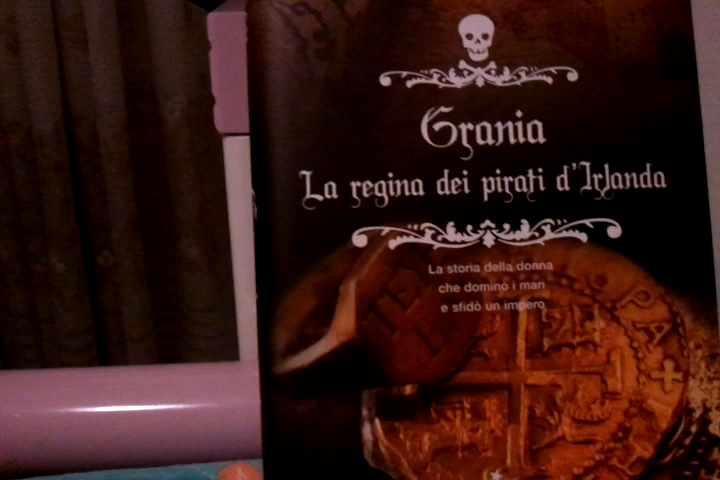 Grania
La regina dei pirati d'Irlanda
La storia della donna
che dominò i mari
e sfidò un impero